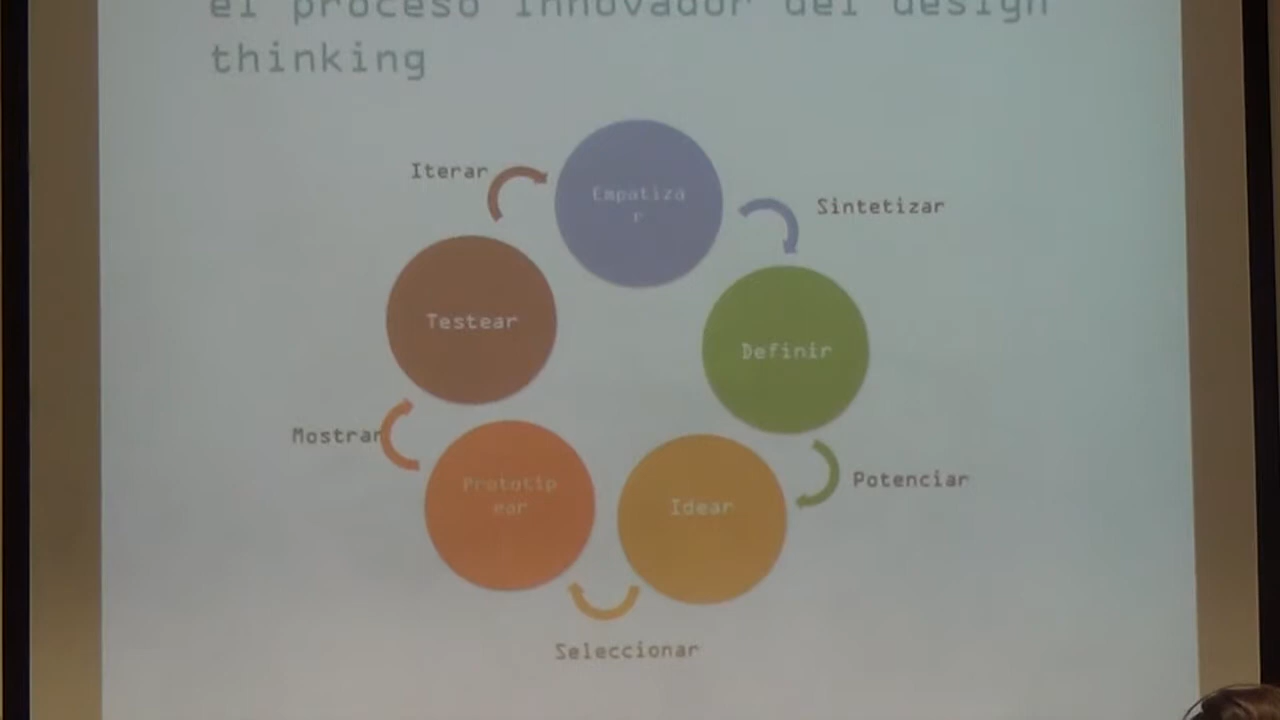 el proceso innovador del design
thinking
Iterar
Empatiza
r
Sintetizar
Testear
Definir
Mostrar
Prototip
ear
Idear
Potenciar
Seleccionar